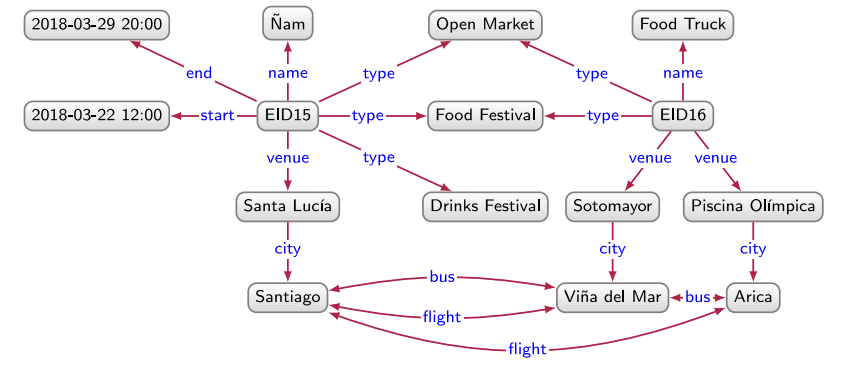 2018-03-29 20:00
Ñam
Open Market
Food Truck
end
name
type
type
name
2018-03-22 12:00
start
EID15
type
Food Festival
type
EID16
venue
type
venue
venue
Santa Lucía
Drinks Festival
Sotomayor
Piscina Olímpica
city
city
city
bus
Santiago
Viña del Mar
bus
Arica
flight
flight